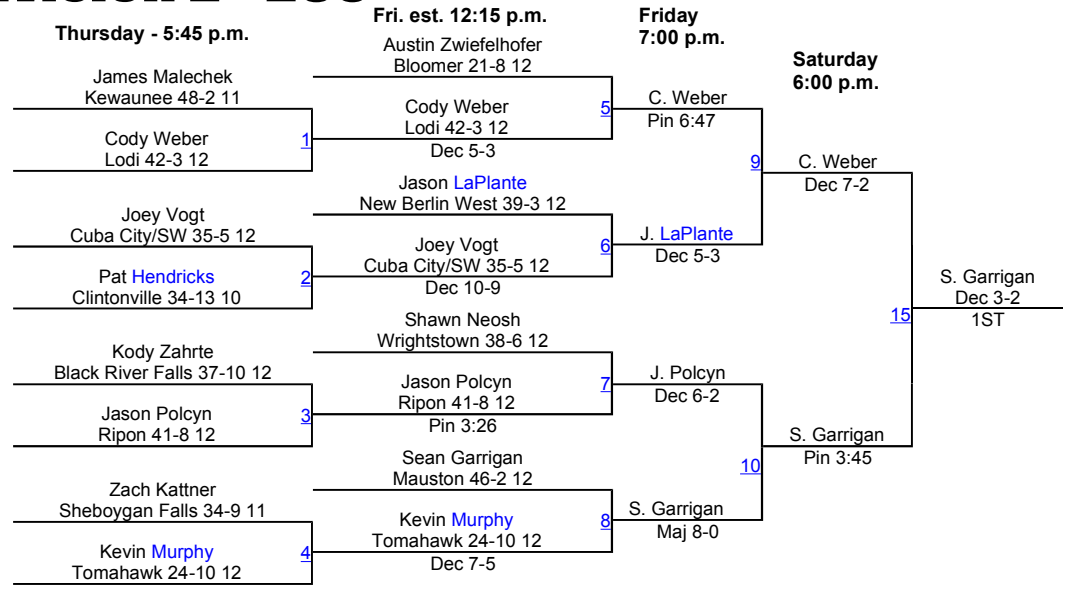 Thursday - 5:45 p.m.
James Malechek
Kewaunee 48-2 11
1
Cody Weber
Lodi 42-3 12
Joey Vogt
Cuba City/SW 35-5 12
2
Pat Hendricks
Clintonville 34-13 10
Kody Zahrte
Black River Falls 37-10 12
3
Jason Polcyn
Ripon 41-8 12
Zach Kattner
Sheboygan Falls 34-9 11
4
Kevin Murphy
Tomahawk 24-10 12
Fri. est. 12:15 p.m.
Austin Zwiefelhofer
Bloomer 21-8 12
5
Cody Weber
Lodi 42-3 12
Dec 5-3
Jason LaPlante
New Berlin West 39-3 12
6
Joey Vogt
Cuba City/SW 35-5 12
Dec 10-9
Shawn Neosh
Wrightstown 38-6 12
7
Jason Polcyn
Ripon 41-8 12
Pin 3:26
Sean Garrigan
Mauston 46-2 12
8
Kevin Murphy
Tomahawk 24-10 12
Dec 7-5
Friday
7:00 p.m.
C. Weber
Pin 6:47
9
J. LaPlante
Dec 5-3
J. Polcyn
Dec 6-2
10
S. Garrigan
Maj 8-0
Saturday
6:00 p.m.
C. Weber
Dec 7-2
15
S. Garrigan
Pin 3:45
S. Garrigan
Dec 3-2
1ST